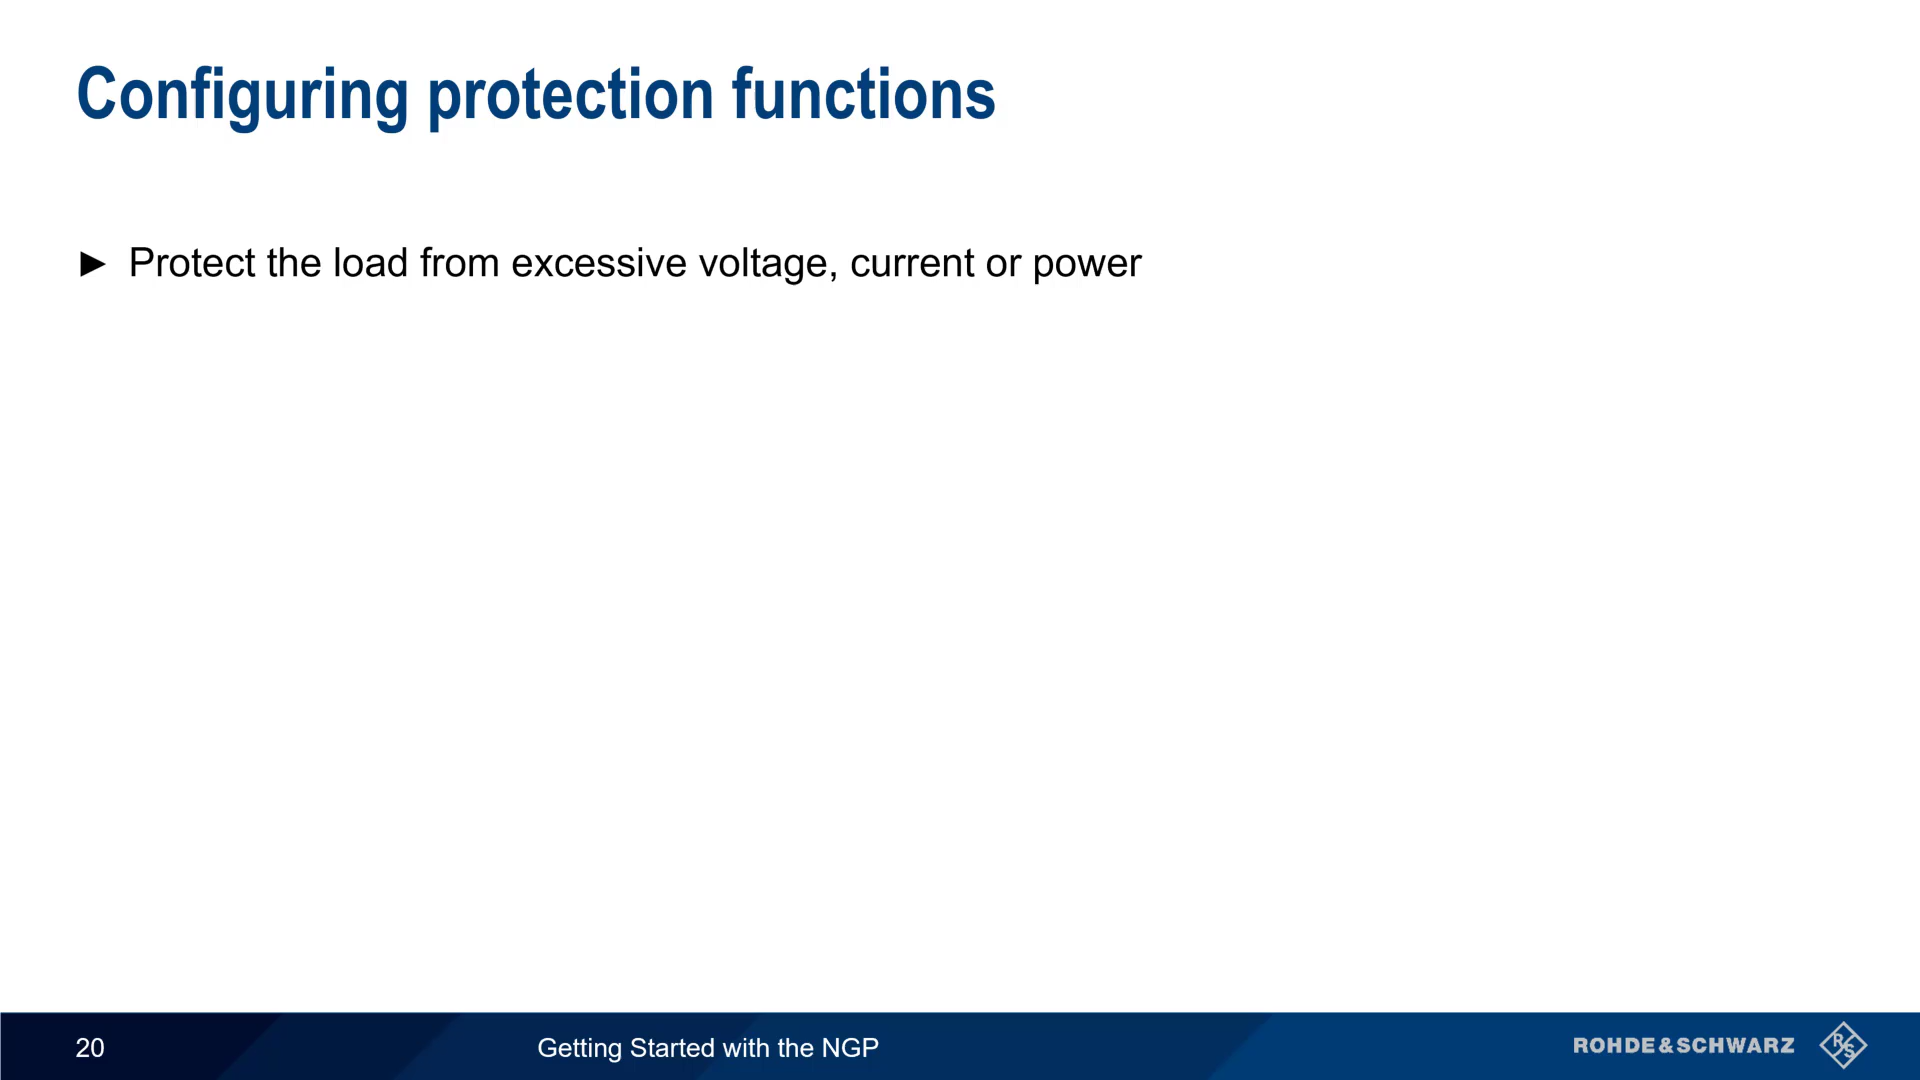 Configuring protection functions
► Protect the load from excessive voltage, current or power
20
Getting Started with the NGP
ROHDE&SCHWARZ
R&S